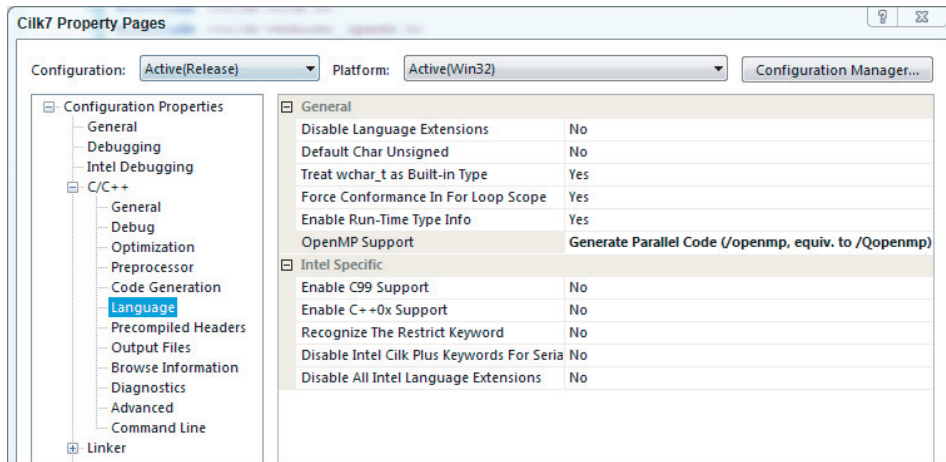 Cilk7 Property Pages
Configuration: Active(Release) Platform: Active(Win32) Configuration Manager...
Configuration Properties
General
Debugging
Intel Debugging
C/C++
General
Debug
Optimization
Preprocessor
Code Generation
Language
Precompiled Headers
Output Files
Browse Information
Diagnostics
Advanced
Command Line
Linker
General
Disable Language Extensions No
Default Char Unsigned No
Treat wchar_t as Built-in Type Yes
Force Conformance In For Loop Scope Yes
Enable Run-Time Type Info Yes
OpenMP Support Generate Parallel Code (/openmp, equiv. to /Qopenmp)
Intel Specific
Enable C99 Support No
Enable C++0x Support No
Recognize The Restrict Keyword No
Disable Intel Cilk Plus Keywords For Seria No
Disable All Intel Language Extensions No